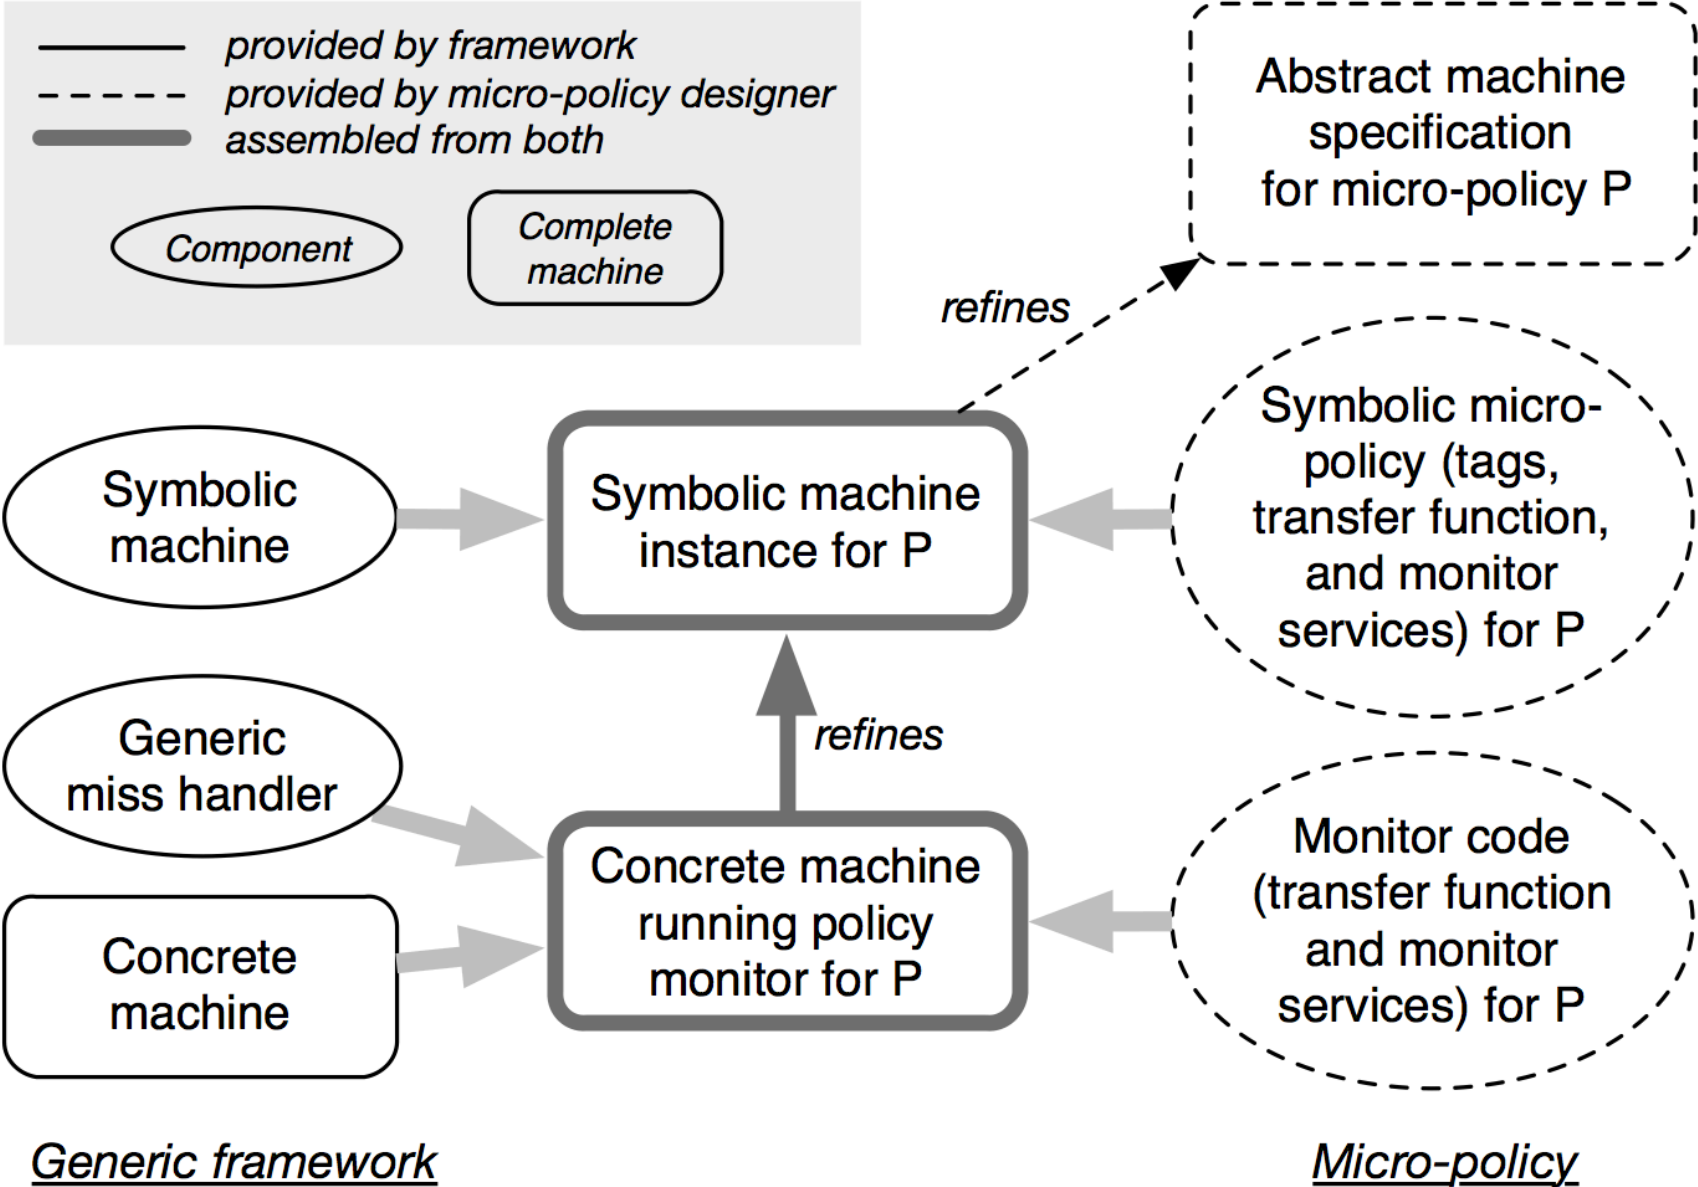 provided by framework
provided by micro-policy designer
assembled from both
Component
Complete
machine
Abstract machine
specification
for micro-policy P
refines
Symbolic
machine
Symbolic machine
instance for P
Symbolic micro-
policy (tags,
transfer function,
and monitor
services) for P
refines
Generic
miss handler
Concrete
machine
Concrete machine
running policy
monitor for P
Monitor code
(transfer function
and monitor
services) for P
Generic framework
Micro-policy